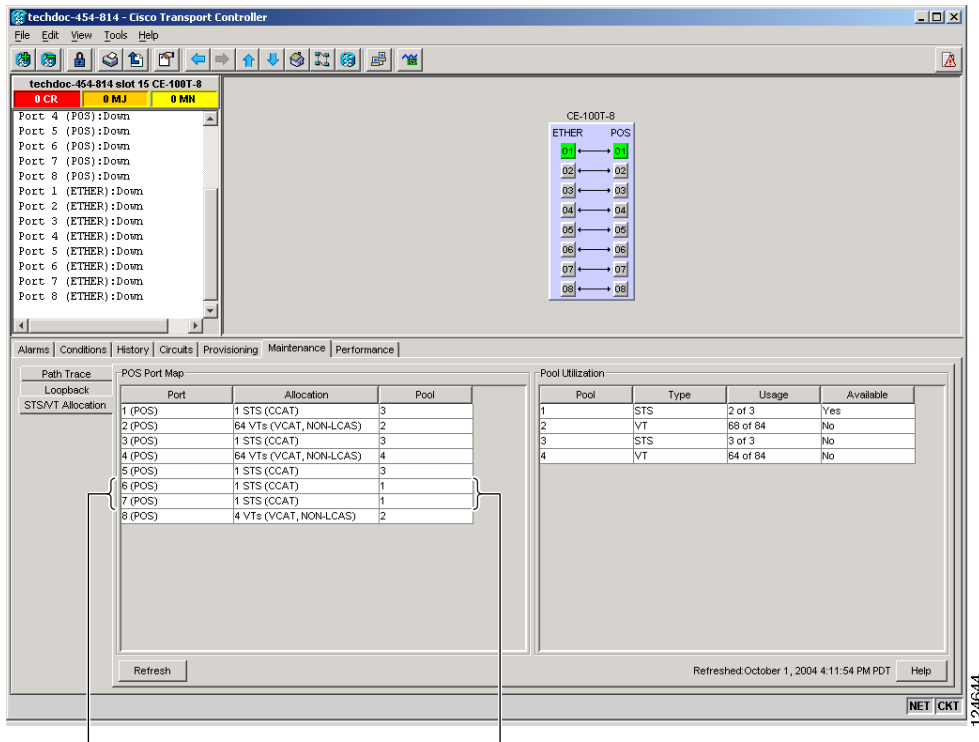 techdoc-454-814 - Cisco Transport Controller
File Edit View Tools Help
techdoc-454-814 slot 15 CE-100T-8
0 CR 0 MJ 0 MN
Port 4 (POS):Down
Port 5 (POS):Down
Port 6 (POS):Down
Port 7 (POS):Down
Port 8 (POS):Down
Port 1 (ETHER):Down
Port 2 (ETHER):Down
Port 3 (ETHER):Down
Port 4 (ETHER):Down
Port 5 (ETHER):Down
Port 6 (ETHER):Down
Port 7 (ETHER):Down
Port 8 (ETHER):Down
CE-100T-8
ETHER POS
01 01
02 02
03 03
04 04
05 05
06 06
07 07
08 08
Alarms Conditions History Circuits Provisioning Maintenance Performance
Path Trace
Loopback
STS/VT Allocation
POS Port Map
Port Allocation Pool
1 (POS) 1 STS (CCAT) 3
2 (POS) 64 VTs (VCAT, NON-LCAS) 2
3 (POS) 1 STS (CCAT) 3
4 (POS) 64 VTs (VCAT, NON-LCAS) 4
5 (POS) 1 STS (CCAT) 3
6 (POS) 1 STS (CCAT) 1
7 (POS) 1 STS (CCAT) 1
8 (POS) 4 VTs (VCAT, NON-LCAS) 2
Pool Utilization
Pool Type Usage Available
1 STS 2 of 3 Yes
2 VT 68 of 84 No
3 STS 3 of 3 No
4 VT 64 of 84 No
Refresh
Refreshed:October 1, 2004 4:11:54 PM PDT
Help
NET CKT
124644